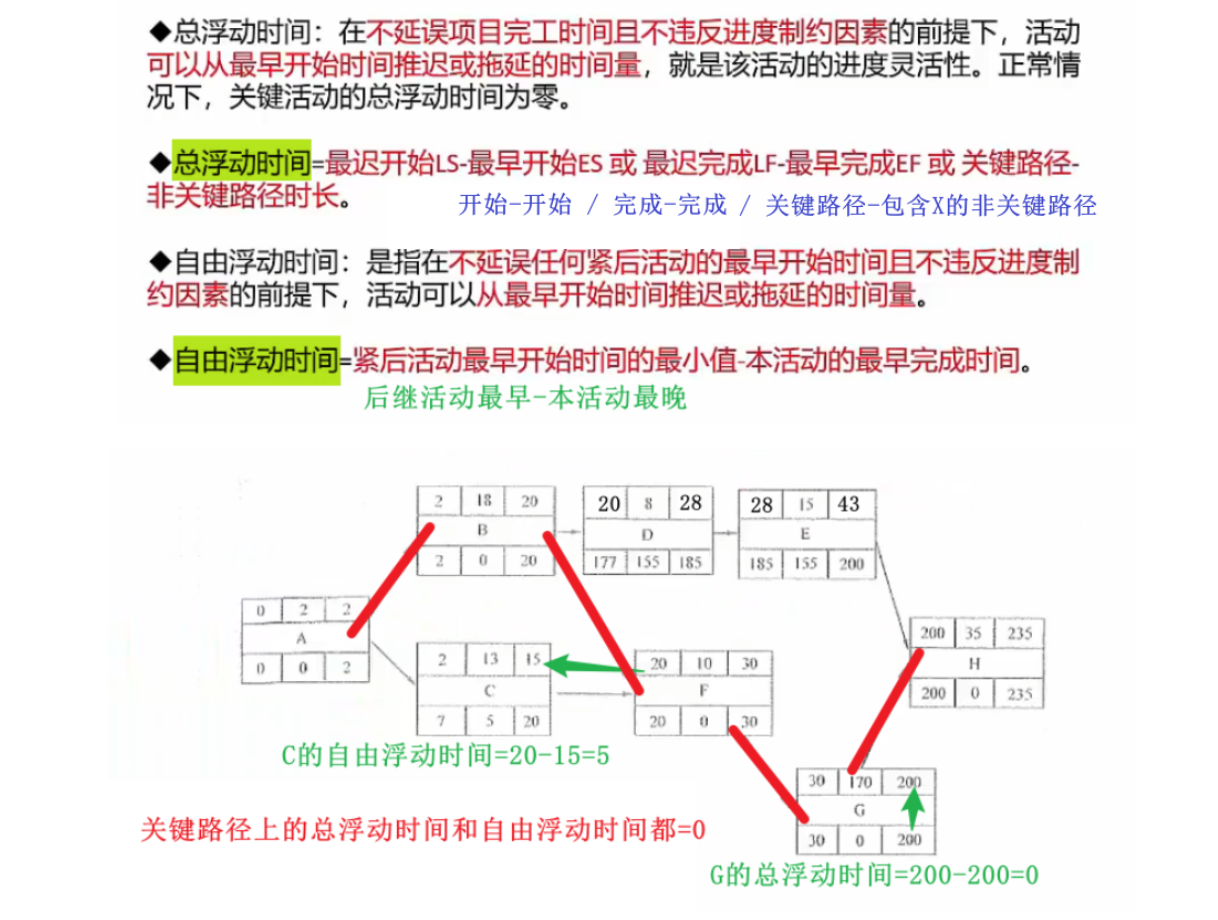 ◆总浮动时间：在不延误项目完工时间且不违反进度制约因素的前提下，活动
可以从最早开始时间推迟或拖延的时间量，就是该活动的进度灵活性。正常情
况下，关键活动的总浮动时间为零。
◆总浮动时间=最迟开始LS-最早开始ES 或 最迟完成LF-最早完成EF 或 关键路径-
非关键路径时长。
开始-开始 / 完成-完成 / 关键路径-包含X的非关键路径
◆自由浮动时间：是指在不延误任何紧后活动的最早开始时间且不违反进度制
约因素的前提下，活动可以从最早开始时间推迟或拖延的时间量。
◆自由浮动时间=紧后活动最早开始时间的最小值-本活动的最早完成时间。
后继活动最早-本活动最晚
2 18 20
B
2 0 20
20 8 28
D
177 155 185
28 15 43
E
185 155 200
0 2 2
A
0 0 2
2 13 15
C
7 5 20
20 10 30
F
20 0 30
200 35 235
H
200 0 235
C的自由浮动时间=20-15=5
30 170 200
G
30 0 200
关键路径上的总浮动时间和自由浮动时间都=0
G的总浮动时间=200-200=0